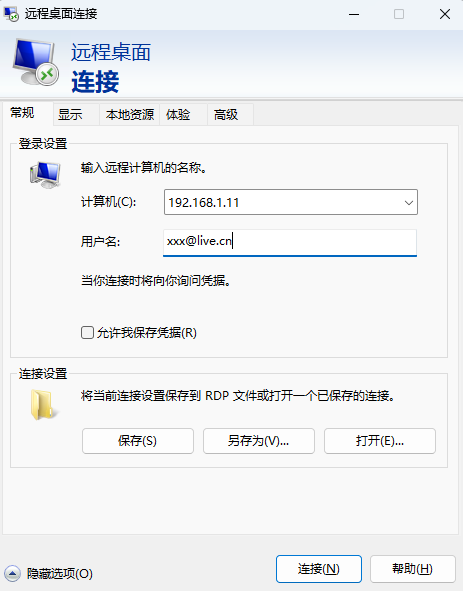 远程桌面连接
远程桌面
连接
常规 显示 本地资源 体验 高级
登录设置
输入远程计算机的名称。
计算机(C): 192.168.1.11
用户名: xxx@live.cn
当你连接时将向你询问凭据。
允许我保存凭据(R)
连接设置
将当前连接设置保存到 RDP 文件或打开一个已保存的连接。
保存(S) 另存为(V)... 打开(E)...
隐藏选项(O) 连接(N) 帮助(H)